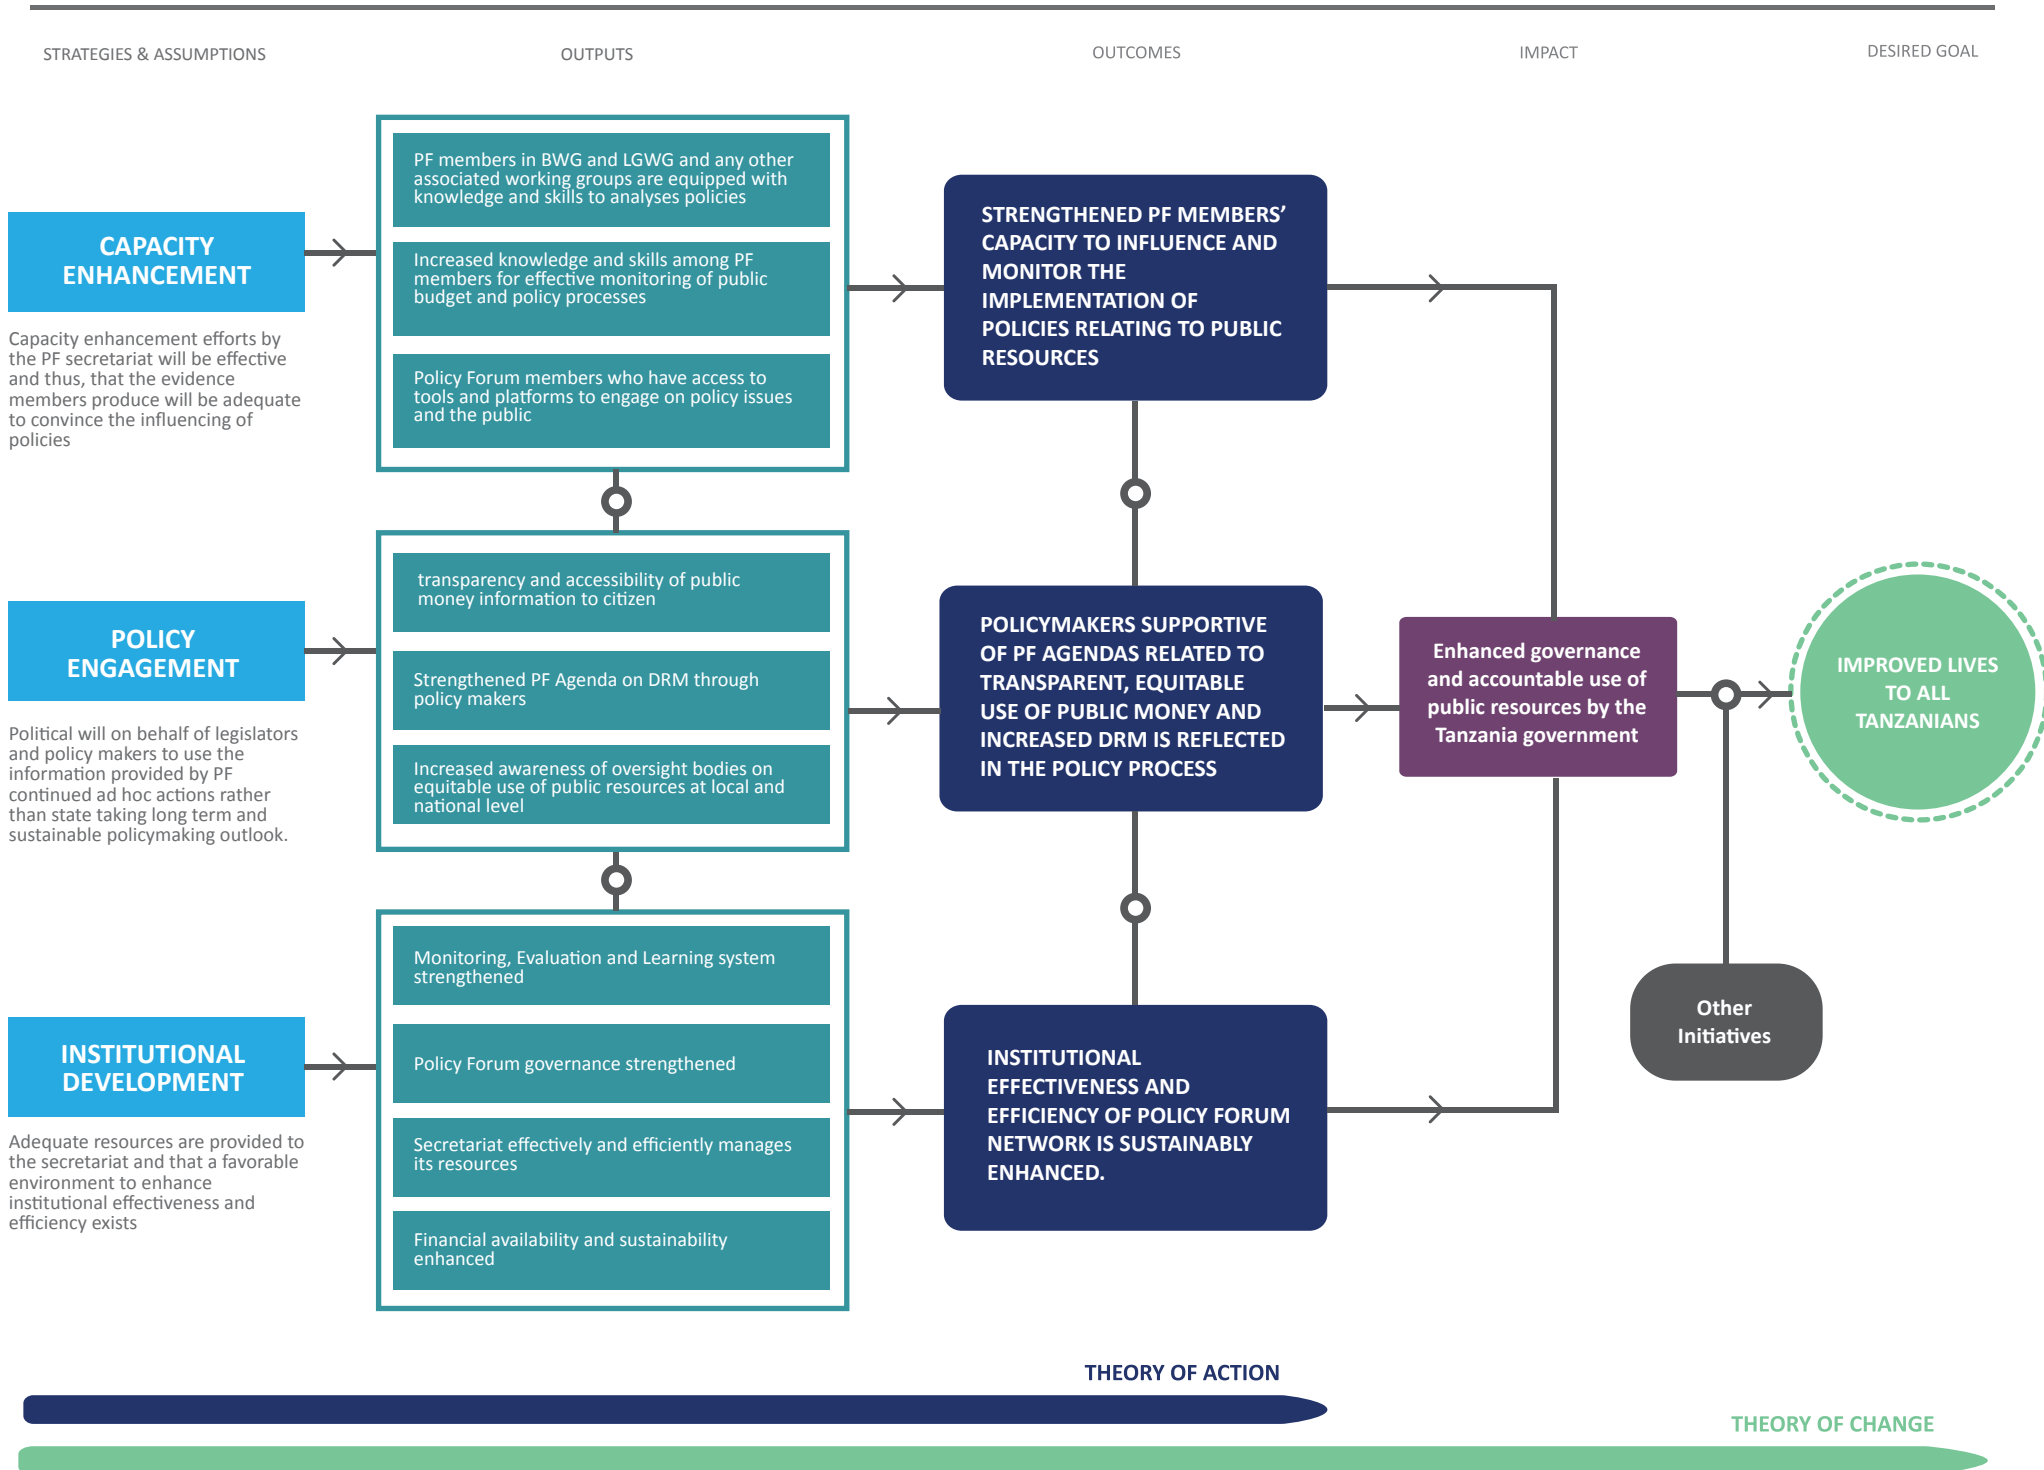 STRATEGIES & ASSUMPTIONS
OUTPUTS
OUTCOMES
IMPACT
DESIRED GOAL
CAPACITY
ENHANCEMENT
Capacity enhancement efforts by
the PF secretariat will be effective
and thus, that the evidence
members produce will be adequate
to convince the influencing of
policies
PF members in BWG and LGWG and any other
associated working groups are equipped with
knowledge and skills to analyses policies
Increased knowledge and skills among PF
members for effective monitoring of public
budget and policy processes
Policy Forum members who have access to
tools and platforms to engage on policy issues
and the public
STRENGTHENED PF MEMBERS’
CAPACITY TO INFLUENCE AND
MONITOR THE
IMPLEMENTATION OF
POLICIES RELATING TO PUBLIC
RESOURCES
POLICY
ENGAGEMENT
Political will on behalf of legislators
and policy makers to use the
information provided by PF
continued ad hoc actions rather
than state taking long term and
sustainable policymaking outlook.
transparency and accessibility of public
money information to citizen
Strengthened PF Agenda on DRM through
policy makers
Increased awareness of oversight bodies on
equitable use of public resources at local and
national level
POLICYMAKERS SUPPORTIVE
OF PF AGENDAS RELATED TO
TRANSPARENT, EQUITABLE
USE OF PUBLIC MONEY AND
INCREASED DRM IS REFLECTED
IN THE POLICY PROCESS
Enhanced governance
and accountable use of
public resources by the
Tanzania government
IMPROVED LIVES
TO ALL
TANZANIANS
INSTITUTIONAL
DEVELOPMENT
Adequate resources are provided to
the secretariat and that a favorable
environment to enhance
institutional effectiveness and
efficiency exists
Monitoring, Evaluation and Learning system
strengthened
Policy Forum governance strengthened
Secretariat effectively and efficiently manages
its resources
Financial availability and sustainability
enhanced
INSTITUTIONAL
EFFECTIVENESS AND
EFFICIENCY OF POLICY FORUM
NETWORK IS SUSTAINABLY
ENHANCED.
Other
Initiatives
THEORY OF ACTION
THEORY OF CHANGE